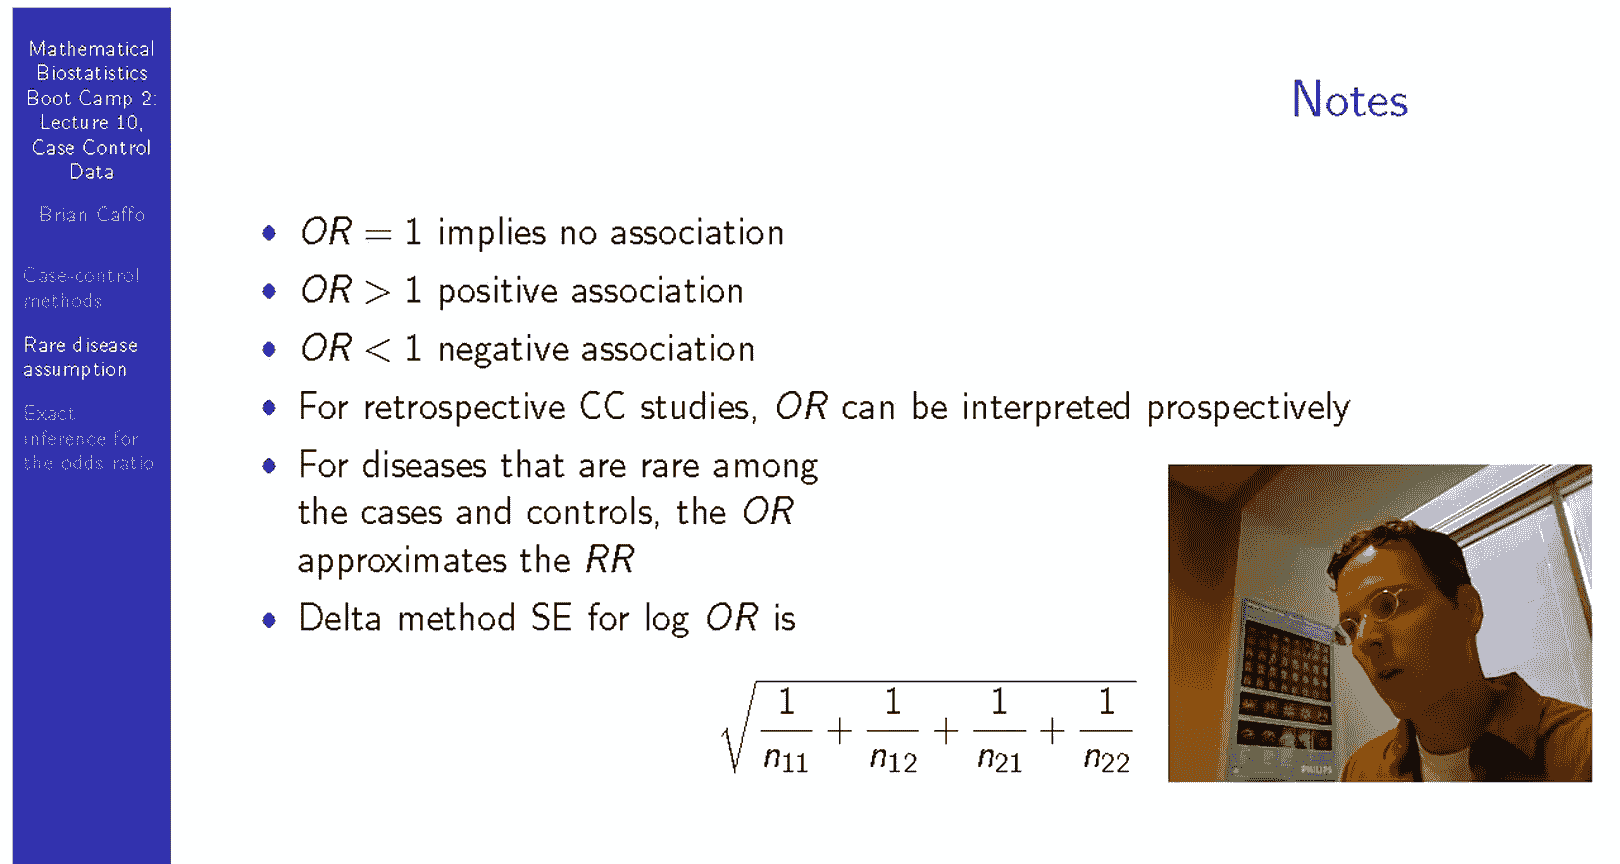 Mathematical
Biostatistics
Boot Camp 2:
Lecture 10,
Case Control
Data
Brian Caffo
Case-control
methods
Rare disease
assumption
Exact
inference for
the odds ratio
Notes
• OR = 1 implies no association
• OR > 1 positive association
• OR < 1 negative association
• For retrospective CC studies, OR can be interpreted prospectively
• For diseases that are rare among
the cases and controls, the OR
approximates the RR
• Delta method SE for log OR is
√(1/n₁₁ + 1/n₁₂ + 1/n₂₁ + 1/n₂₂)
PHILIPS